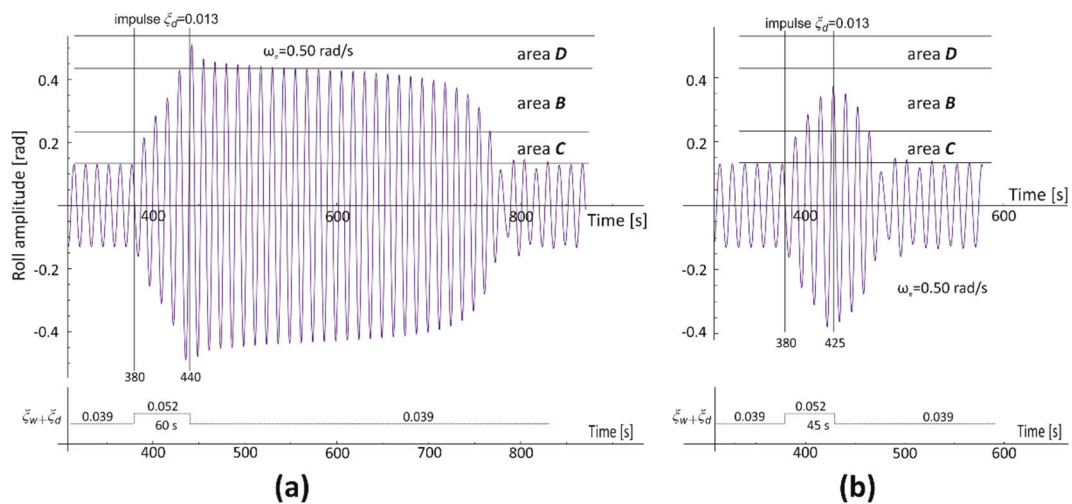 impulse ξd=0.013
ωe=0.50 rad/s
area D
0.4
area B
0.2
area C
Roll amplitude [rad]
400
600
800
Time [s]
-0.2
-0.4
380
440
ξw+ξd
0.039
0.052
0.039
60 s
Time [s]
400
500
600
700
800
(a)
impulse ξd=0.013
area D
0.4
area B
0.2
area C
Time [s]
400
600
-0.2
ωe=0.50 rad/s
-0.4
380
425
ξw+ξd
0.039
0.052
0.039
45 s
Time [s]
400
500
600
(b)